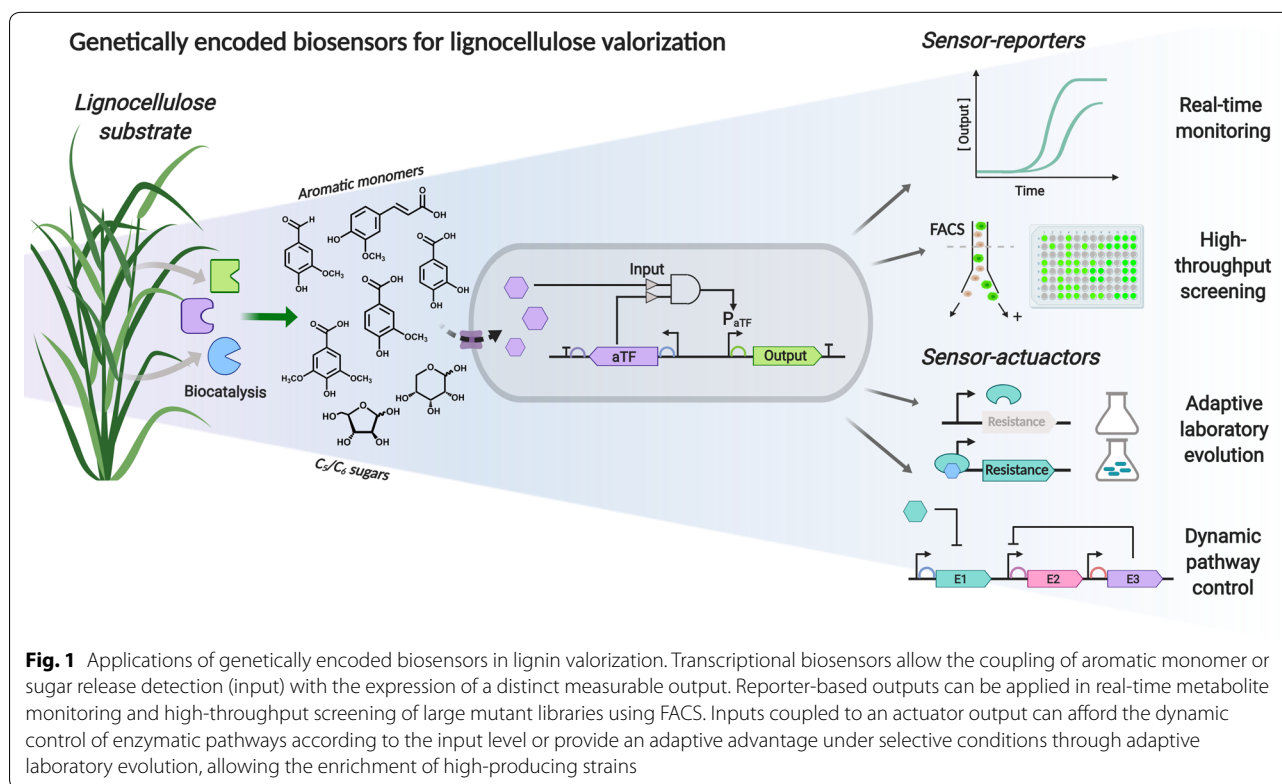 Genetically encoded biosensors for lignocellulose valorization
Lignocellulose
substrate
Biocatalysis
Aromatic monomers
O
H
OCH₃
OH
O
OH
HO
OCH₃
O
OH
OH
OH
O
OH
OCH₃
OH
O
OH
H₃CO
OCH₃
OH
O
OH
HO
OH
OH
HO
O
OH
HO
OH
C₅/C₆ sugars
Input
PaTF
aTF
Output
Sensor-reporters
[ Output ]
Time
Real-time
monitoring
FACS
+
High-
throughput
screening
Sensor-actuactors
Resistance
Resistance
Adaptive
laboratory
evolution
E1
E2
E3
Dynamic
pathway
control
Fig. 1 Applications of genetically encoded biosensors in lignin valorization. Transcriptional biosensors allow the coupling of aromatic monomer or
sugar release detection (input) with the expression of a distinct measurable output. Reporter-based outputs can be applied in real-time metabolite
monitoring and high-throughput screening of large mutant libraries using FACS. Inputs coupled to an actuator output can afford the dynamic
control of enzymatic pathways according to the input level or provide an adaptive advantage under selective conditions through adaptive
laboratory evolution, allowing the enrichment of high-producing strains